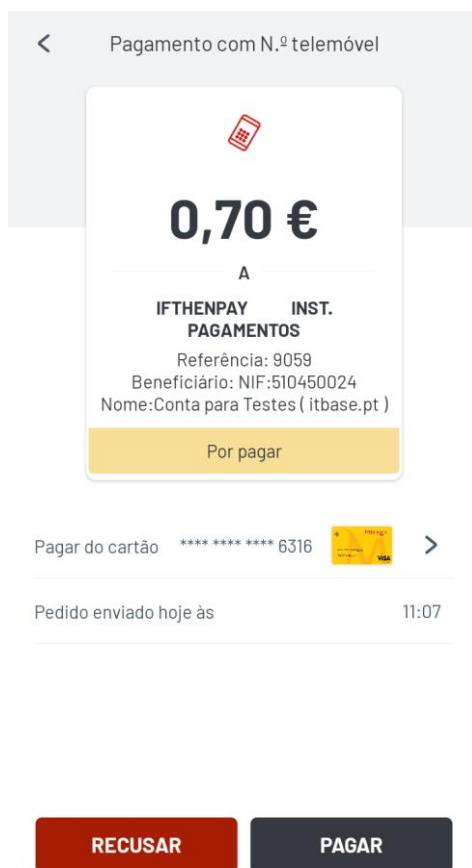 Pagamento com N.º telemóvel
0,70 €
A
IFTHENPAY INST.
PAGAMENTOS
Referência: 9059
Beneficiário: NIF:510450024
Nome:Conta para Testes ( itbase.pt )
Por pagar
Pagar do cartão **** **** **** 6316
VISA
Pedido enviado hoje às 11:07
RECUSAR PAGAR